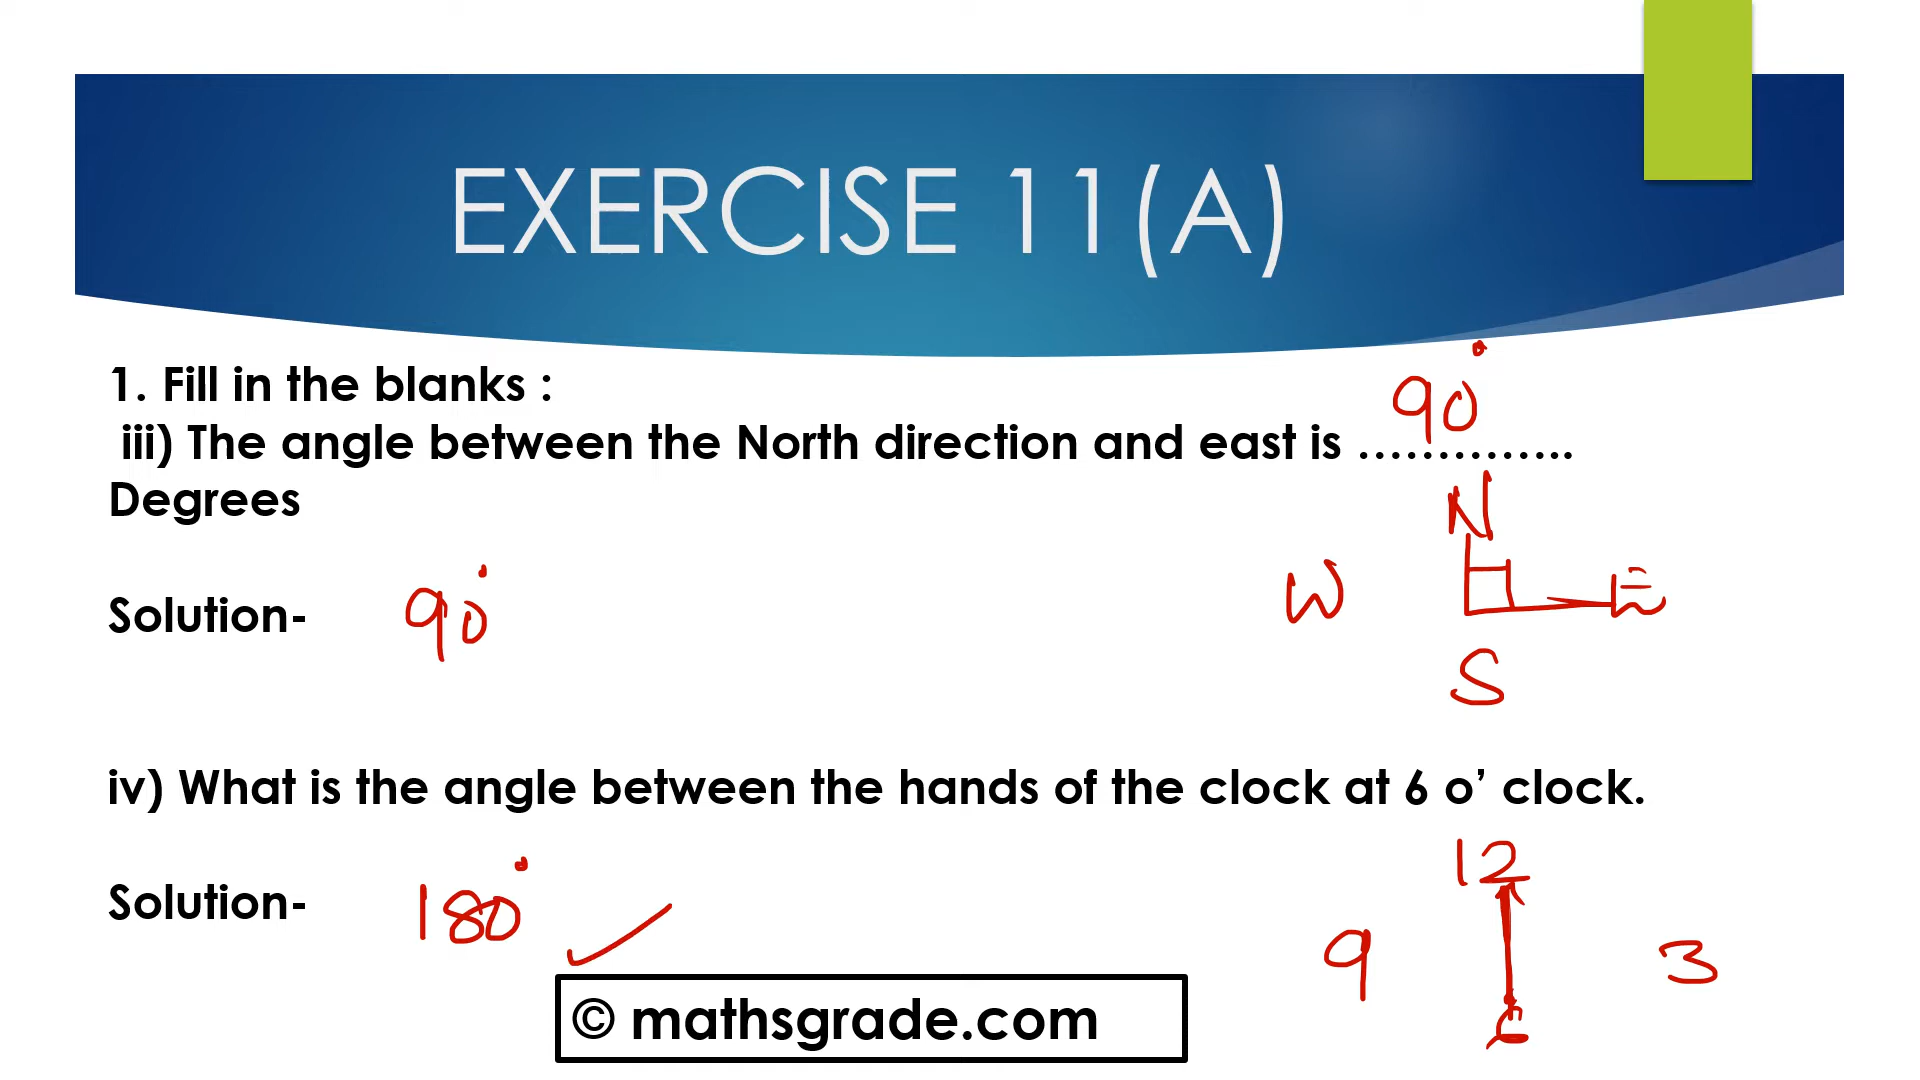 EXERCISE 11(A)
1. Fill in the blanks :
90°
iii) The angle between the North direction and east is …………..
Degrees
N
W E
S
Solution- 90°
iv) What is the angle between the hands of the clock at 6 o’ clock.
12
Solution- 180° ✓
9 3
6
© mathsgrade.com